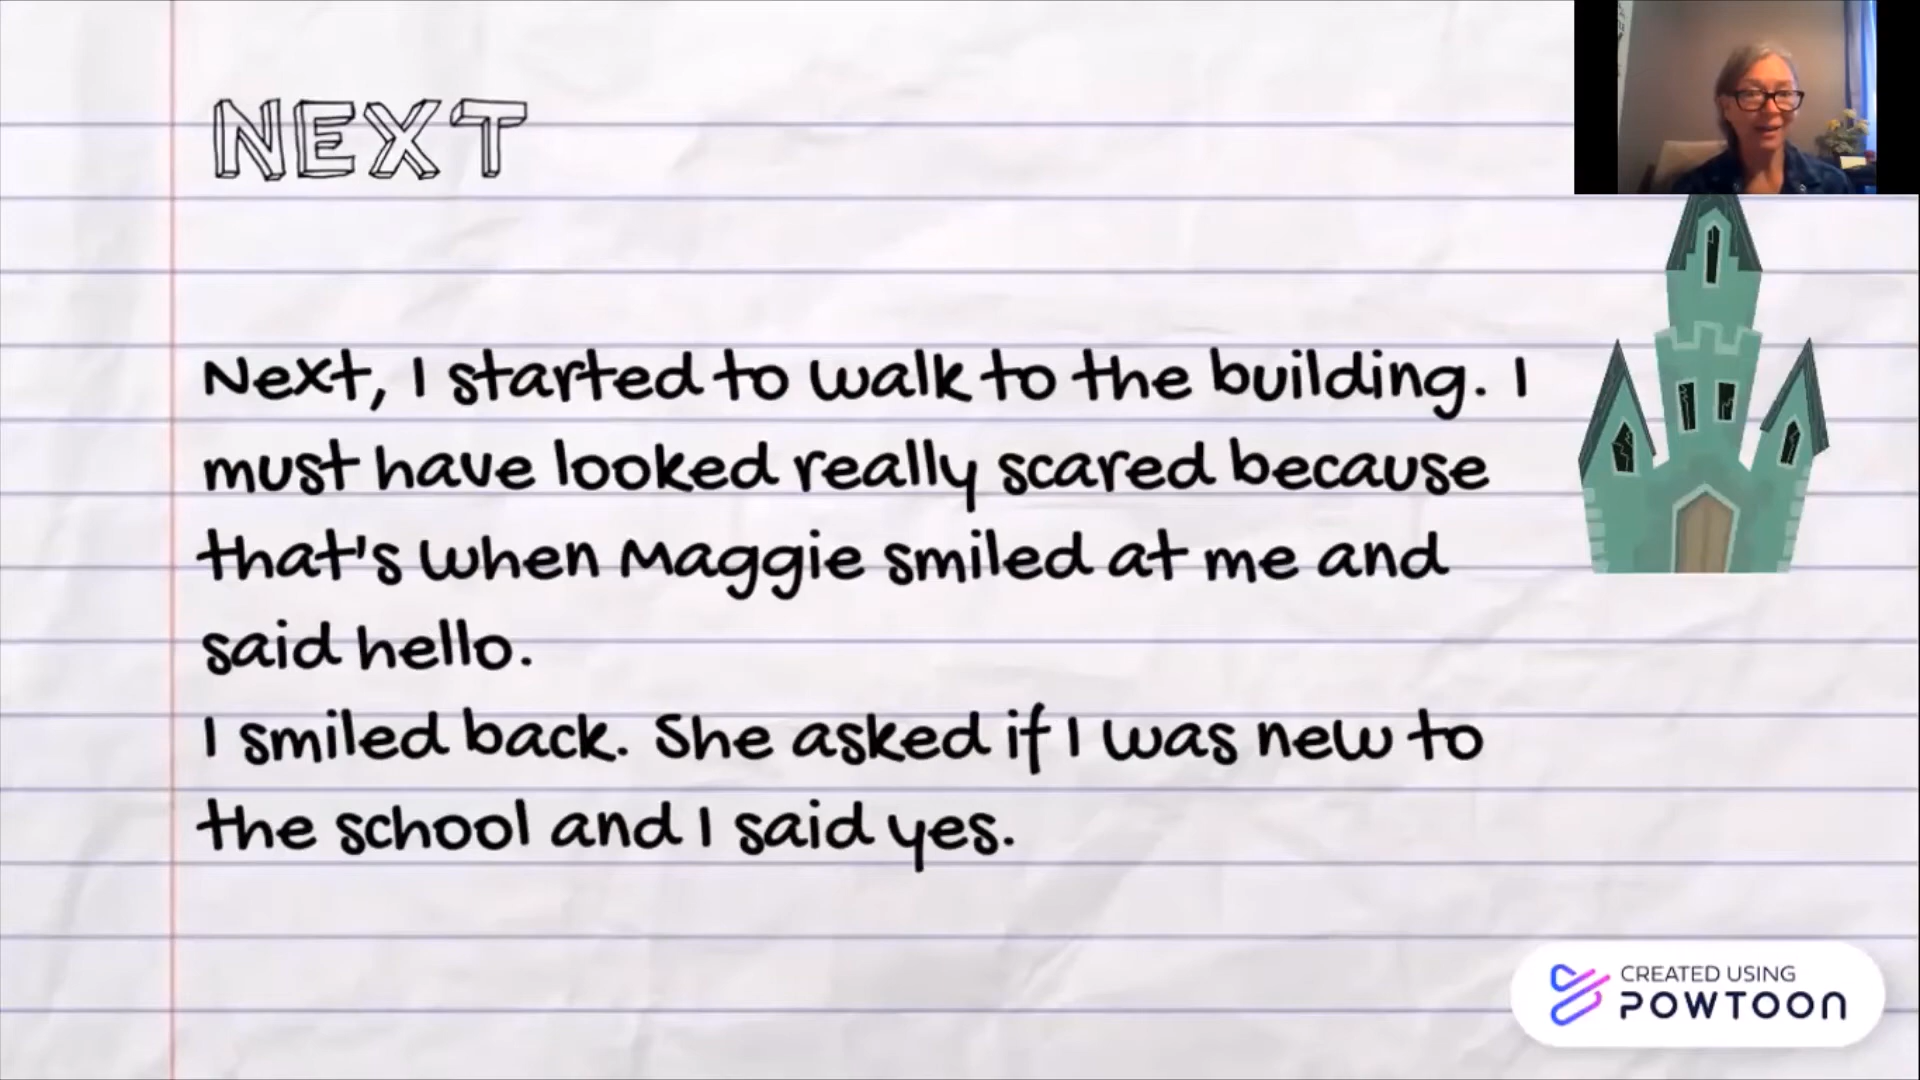 NEXT
Next, I started to walk to the building. I
must have looked really scared because
that's when Maggie smiled at me and
said hello.
I smiled back. She asked if I was new to
the school and I said yes.
CREATED USING
POWTOON